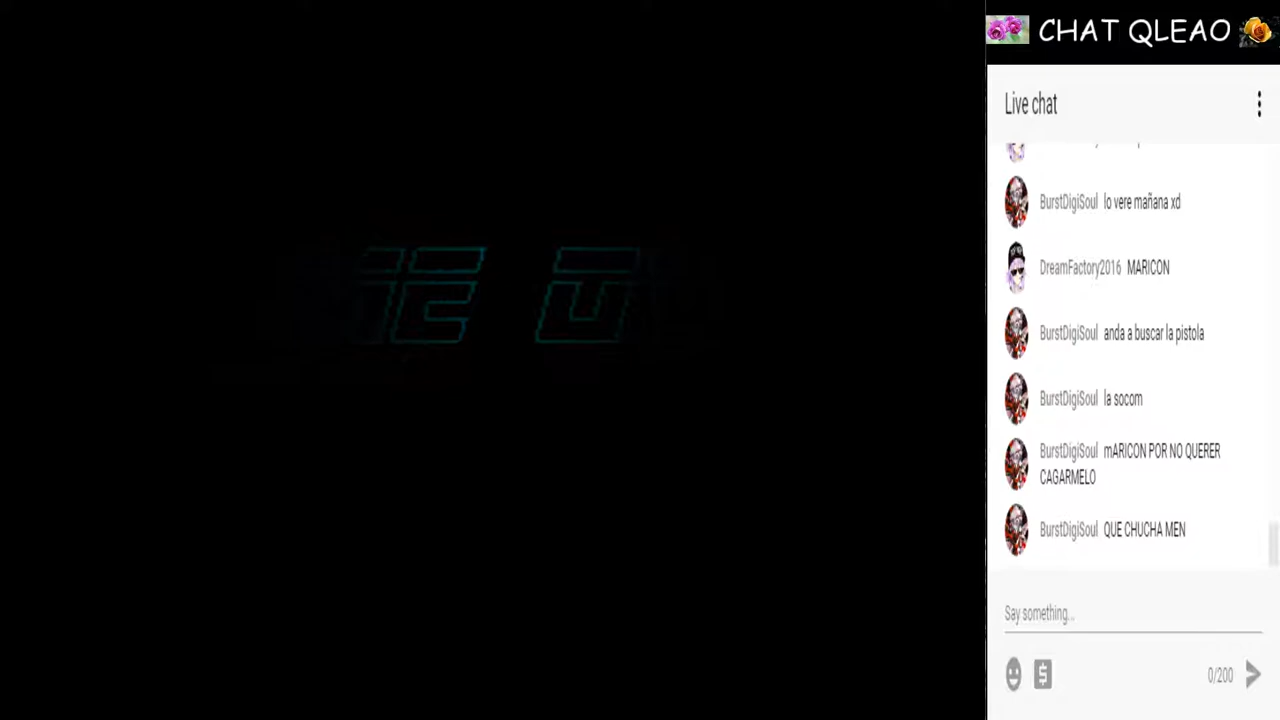 CHAT QLEAO
Live chat
BurstDigiSoul lo vere mañana xd
DreamFactory2016 MARICON
BurstDigiSoul anda a buscar la pistola
BurstDigiSoul la socom
BurstDigiSoul mARICON POR NO QUERER
CAGARMELO
BurstDigiSoul QUE CHUCHA MEN
Say something...
0/200